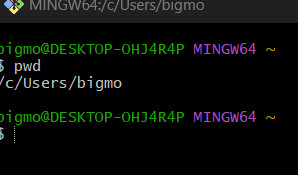 MINGW64:/c/Users/bigmo
bigmo@DESKTOP-OHJ4R4P MINGW64 ~
$ pwd
/c/Users/bigmo
bigmo@DESKTOP-OHJ4R4P MINGW64 ~
$